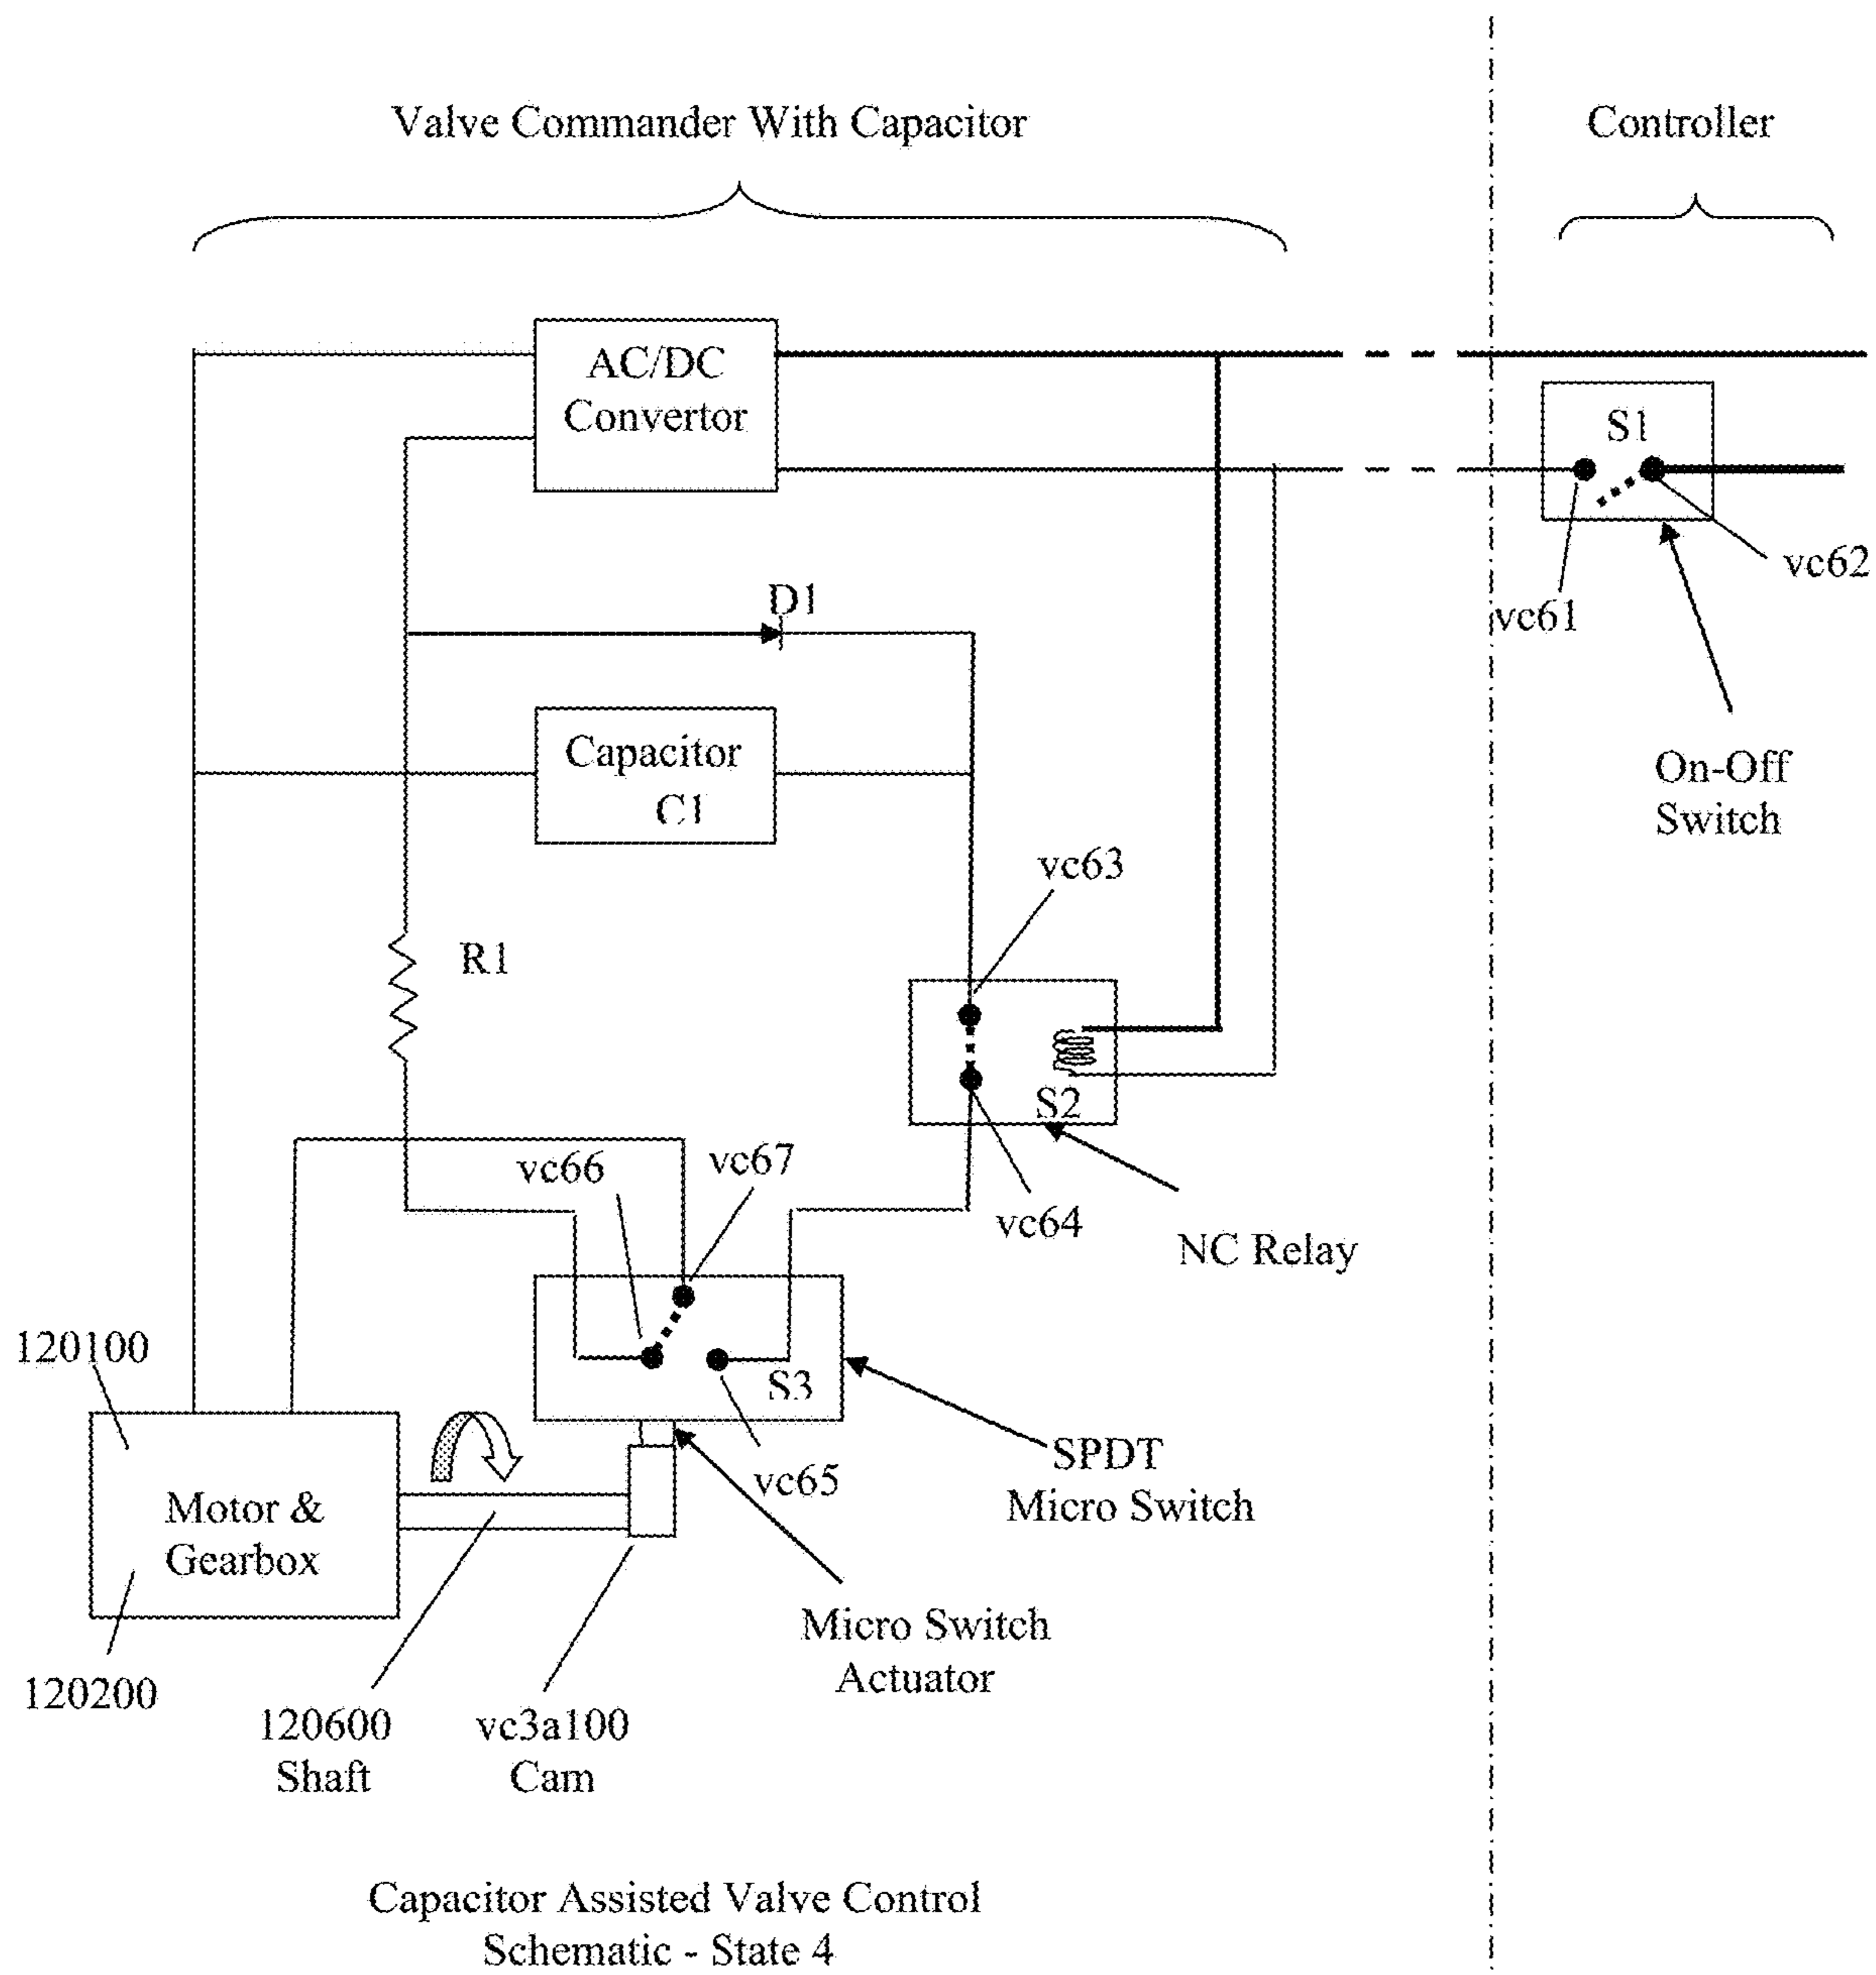 Valve Commander With Capacitor
Controller
AC/DC
Convertor
S1
vc62
vc61
D1
On-Off
Switch
Capacitor
C1
vc63
R1
S2
vc66
vc67
vc64
NC Relay
120100
S3
SPDT
Micro Switch
vc65
Motor &
Gearbox
Micro Switch
Actuator
120200
120600
Shaft
vc3a100
Cam
Capacitor Assisted Valve Control
Schematic - State 4